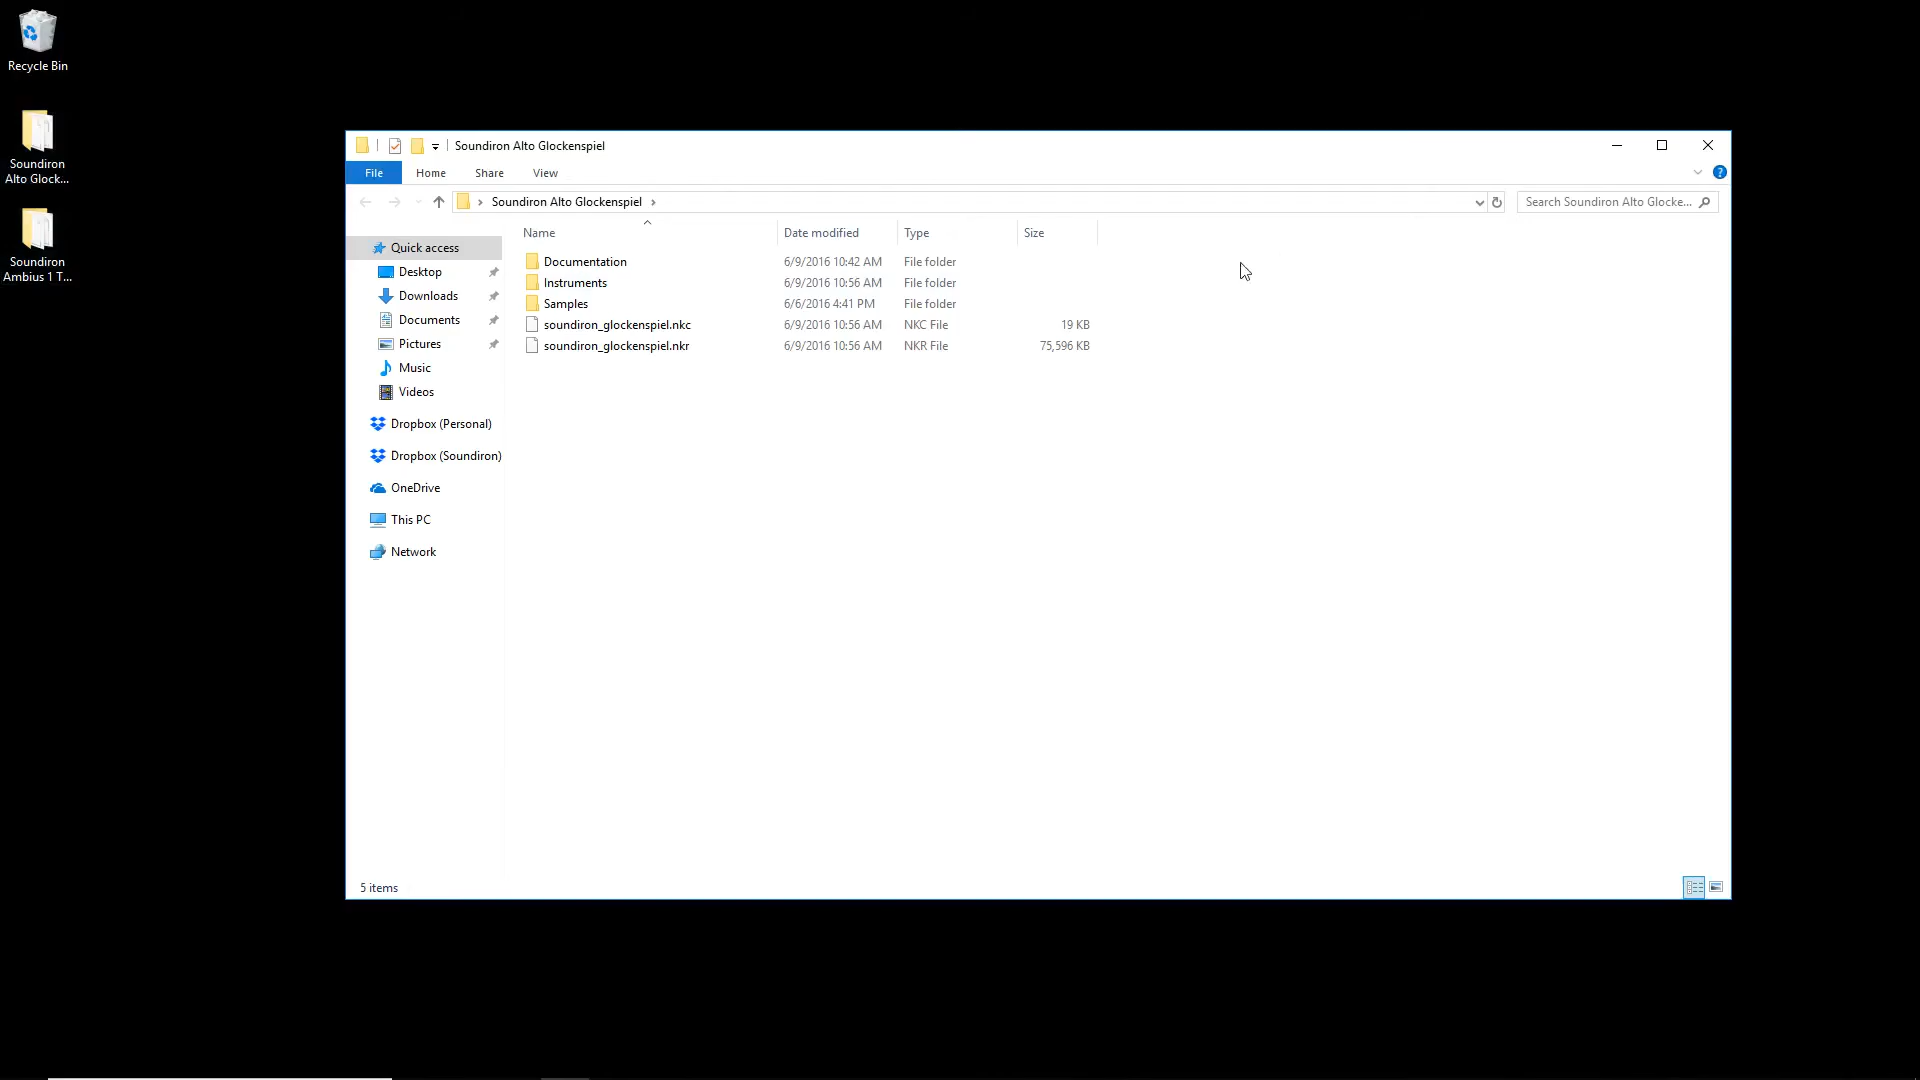 Recycle Bin
Soundiron
Alto Glock...
Soundiron
Ambius 1 T...
Soundiron Alto Glockenspiel
File Home Share View
Soundiron Alto Glockenspiel
Search Soundiron Alto Glocke...
Name Date modified Type Size
Quick access
Desktop
Downloads
Documents
Pictures
Music
Videos
Dropbox (Personal)
Dropbox (Soundiron)
OneDrive
This PC
Network
Documentation 6/9/2016 10:42 AM File folder
Instruments 6/9/2016 10:56 AM File folder
Samples 6/6/2016 4:41 PM File folder
soundiron_glockenspiel.nkc 6/9/2016 10:56 AM NKC File 19 KB
soundiron_glockenspiel.nkr 6/9/2016 10:56 AM NKR File 75,596 KB
5 items